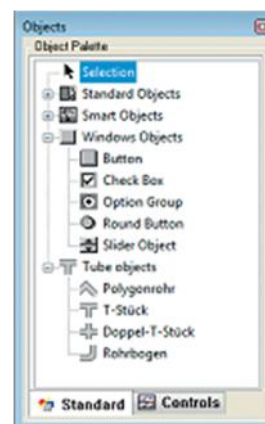 Objects
Object Palette
Selection
Standard Objects
Smart Objects
Windows Objects
Button
Check Box
Option Group
Round Button
Slider Object
Tube objects
Polygonrohr
T-Stück
Doppel-T-Stück
Rohrbogen
Standard Controls